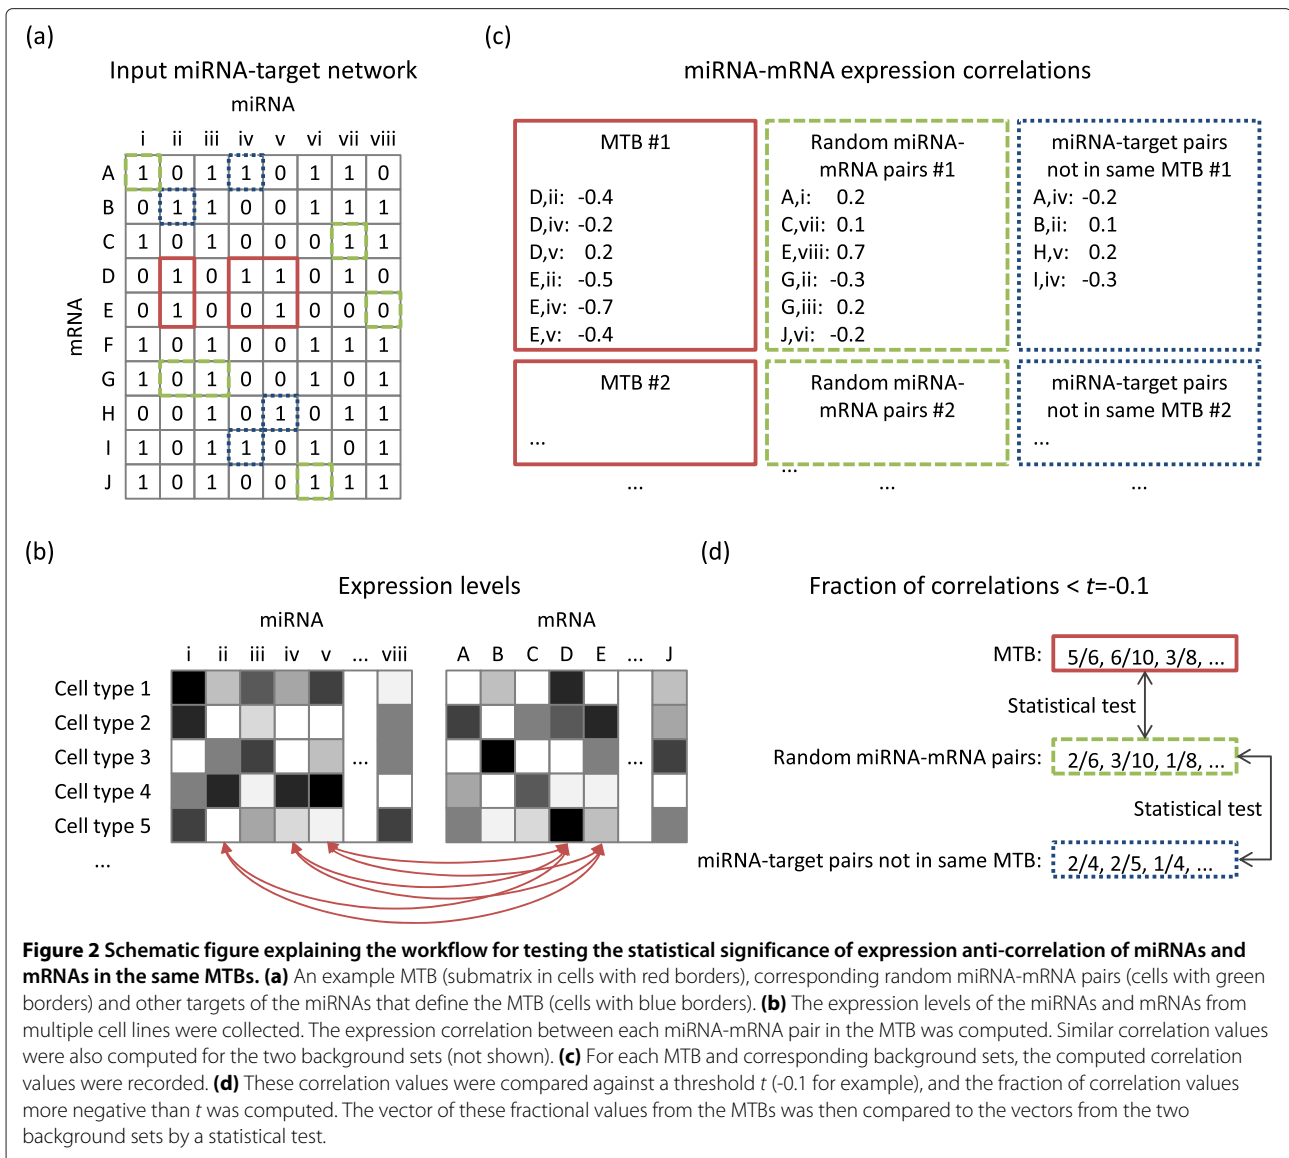 (a)
Input miRNA-target network
miRNA
i ii iii iv v vi vii viii
mRNA
A 1 0 1 1 0 1 1 0
B 0 1 1 0 0 1 1 1
C 1 0 1 0 0 0 1 1
D 0 1 0 1 1 0 1 0
E 0 1 0 0 1 0 0 0
F 1 0 1 0 0 1 1 1
G 1 0 1 0 0 1 0 1
H 0 0 1 0 1 0 1 1
I 1 0 1 1 0 1 0 1
J 1 0 1 0 0 1 1 1
(c)
miRNA-mRNA expression correlations
MTB #1
D,ii: -0.4
D,iv: -0.2
D,v: 0.2
E,ii: -0.5
E,iv: -0.7
E,v: -0.4
Random miRNA-
mRNA pairs #1
A,i: 0.2
C,vii: 0.1
E,viii: 0.7
G,ii: -0.3
G,iii: 0.2
J,vi: -0.2
miRNA-target pairs
not in same MTB #1
A,iv: -0.2
B,ii: 0.1
H,v: 0.2
I,iv: -0.3
MTB #2
...
Random miRNA-
mRNA pairs #2
...
miRNA-target pairs
not in same MTB #2
...
... ... ...
(b)
Expression levels
miRNA
i ii iii iv v ... viii
mRNA
A B C D E ... J
Cell type 1
Cell type 2
Cell type 3 ... ...
Cell type 4
Cell type 5
...
(d)
Fraction of correlations < t=-0.1
MTB: 5/6, 6/10, 3/8, ...
Statistical test
Random miRNA-mRNA pairs: 2/6, 3/10, 1/8, ...
Statistical test
miRNA-target pairs not in same MTB: 2/4, 2/5, 1/4, ...
Figure 2 Schematic figure explaining the workflow for testing the statistical significance of expression anti-correlation of miRNAs and
mRNAs in the same MTBs. (a) An example MTB (submatrix in cells with red borders), corresponding random miRNA-mRNA pairs (cells with green
borders) and other targets of the miRNAs that define the MTB (cells with blue borders). (b) The expression levels of the miRNAs and mRNAs from
multiple cell lines were collected. The expression correlation between each miRNA-mRNA pair in the MTB was computed. Similar correlation values
were also computed for the two background sets (not shown). (c) For each MTB and corresponding background sets, the computed correlation
values were recorded. (d) These correlation values were compared against a threshold t (-0.1 for example), and the fraction of correlation values
more negative than t was computed. The vector of these fractional values from the MTBs was then compared to the vectors from the two
background sets by a statistical test.